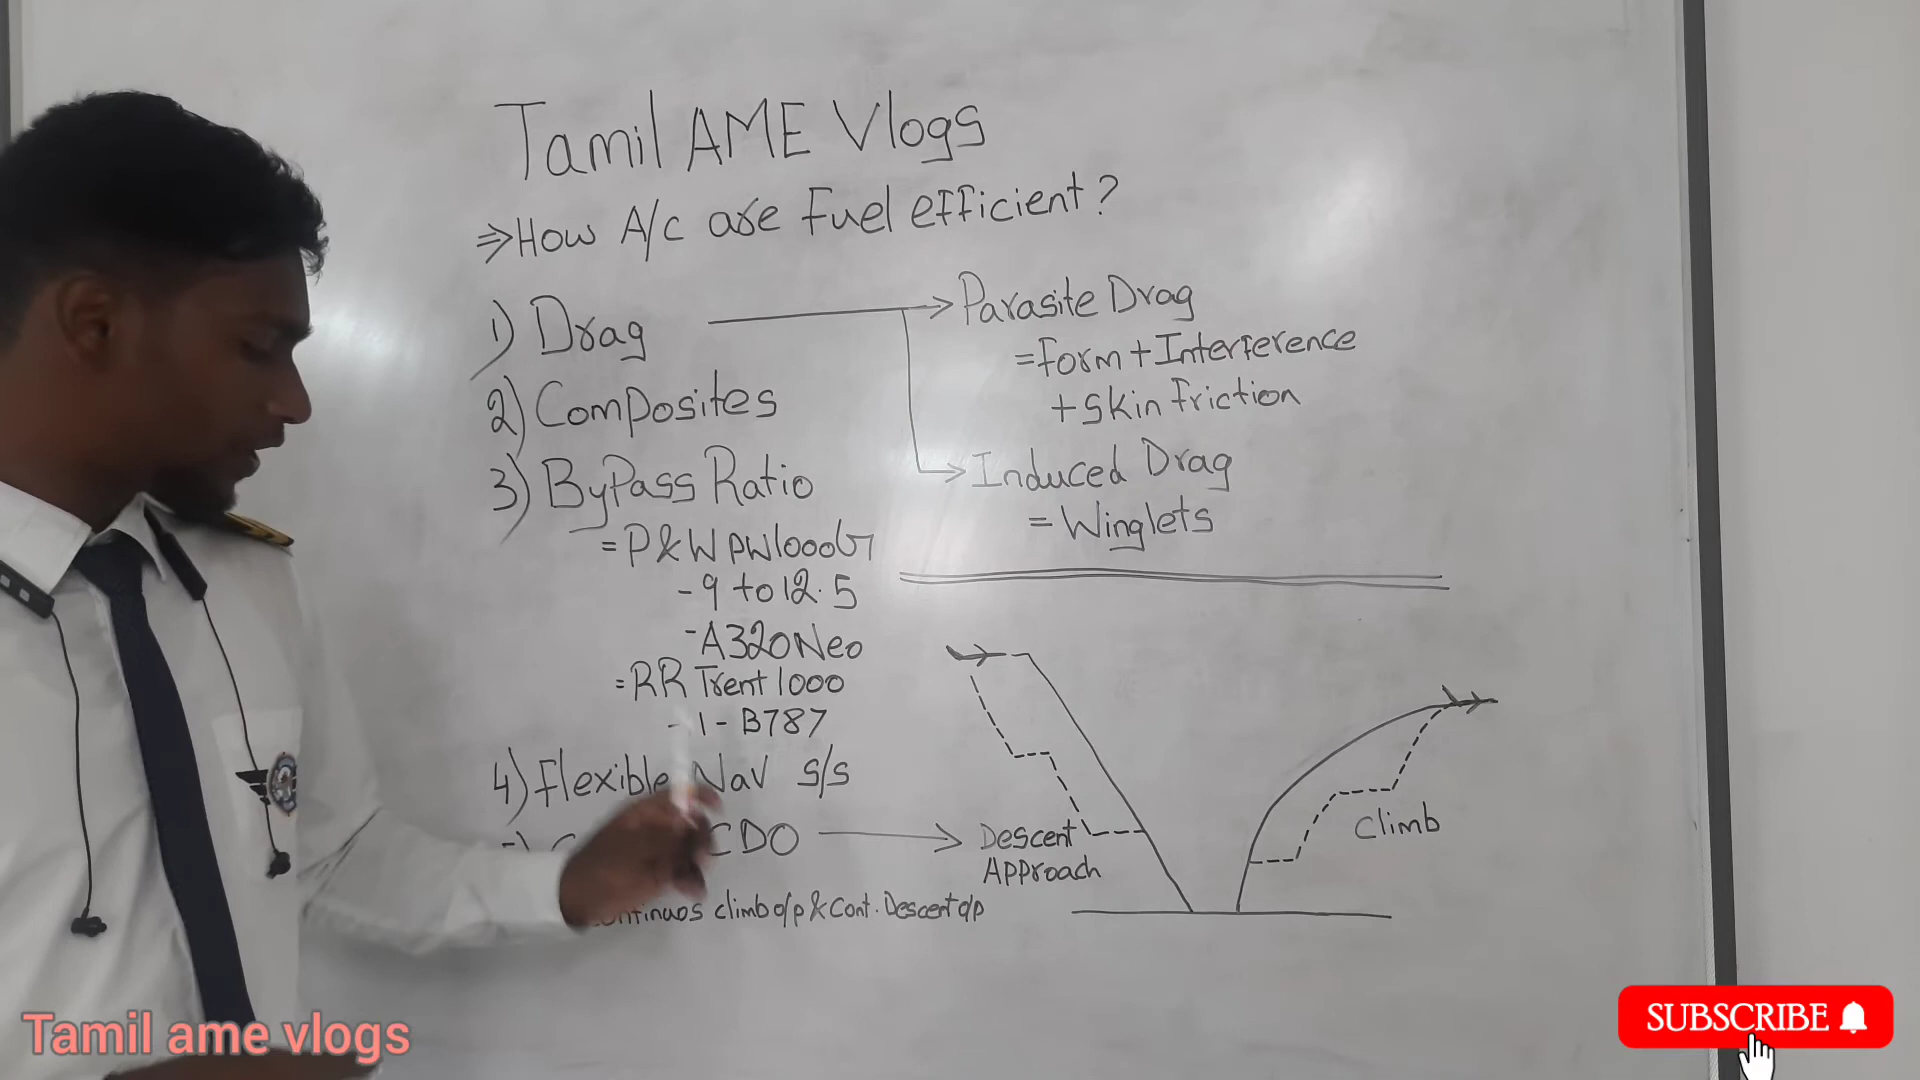 Tamil AME Vlogs
⇒How A/c are fuel efficient?
1) Drag
→Parasite Drag
=form+Interference
+skin friction
→Induced Drag
=Winglets
2) Composites
3) ByPass Ratio
=P&W PW1000G
-9 to 12.5
-A320Neo
=RR Trent 1000
-1-B787
4) flexible Nav s/s
CDO
→Descent
Approach
climb o/p & Cont. Descent o/p
Climb
Tamil ame vlogs
SUBSCRIBE